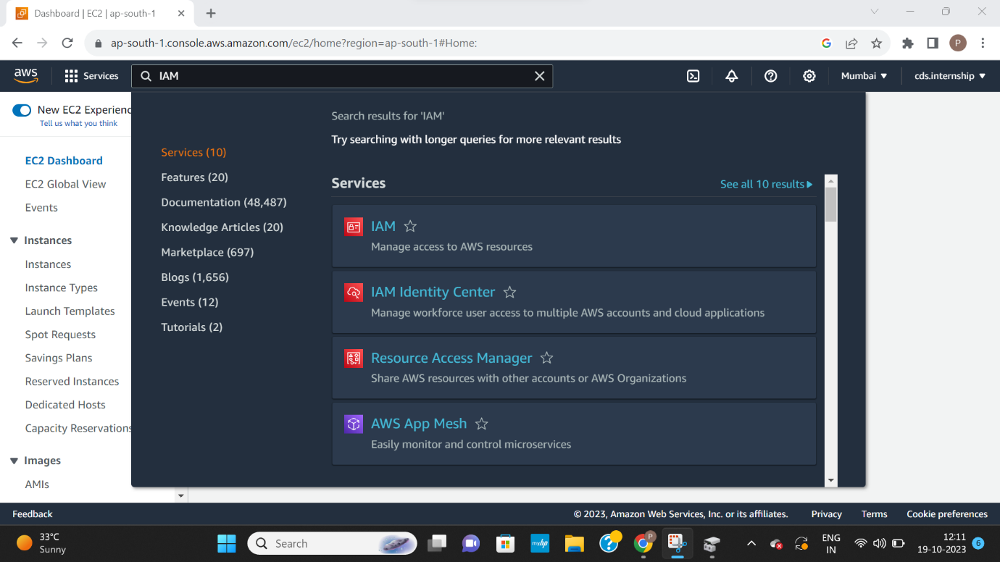 Dashboard | EC2 | ap-south-1
ap-south-1.console.aws.amazon.com/ec2/home?region=ap-south-1#Home:
P
aws
Services
IAM
Mumbai
cds.internship
New EC2 Experienc
Tell us what you think
EC2 Dashboard
EC2 Global View
Events
Instances
Instances
Instance Types
Launch Templates
Spot Requests
Savings Plans
Reserved Instances
Dedicated Hosts
Capacity Reservations
Images
AMIs
Services (10)
Features (20)
Documentation (48,487)
Knowledge Articles (20)
Marketplace (697)
Blogs (1,656)
Events (12)
Tutorials (2)
Search results for 'IAM'
Try searching with longer queries for more relevant results
Services
See all 10 results
IAM
Manage access to AWS resources
IAM Identity Center
Manage workforce user access to multiple AWS accounts and cloud applications
Resource Access Manager
Share AWS resources with other accounts or AWS Organizations
AWS App Mesh
Easily monitor and control microservices
Feedback
© 2023, Amazon Web Services, Inc. or its affiliates.
Privacy
Terms
Cookie preferences
33°C
Sunny
Search
myhp
P
ENG
IN
12:11
19-10-2023
6